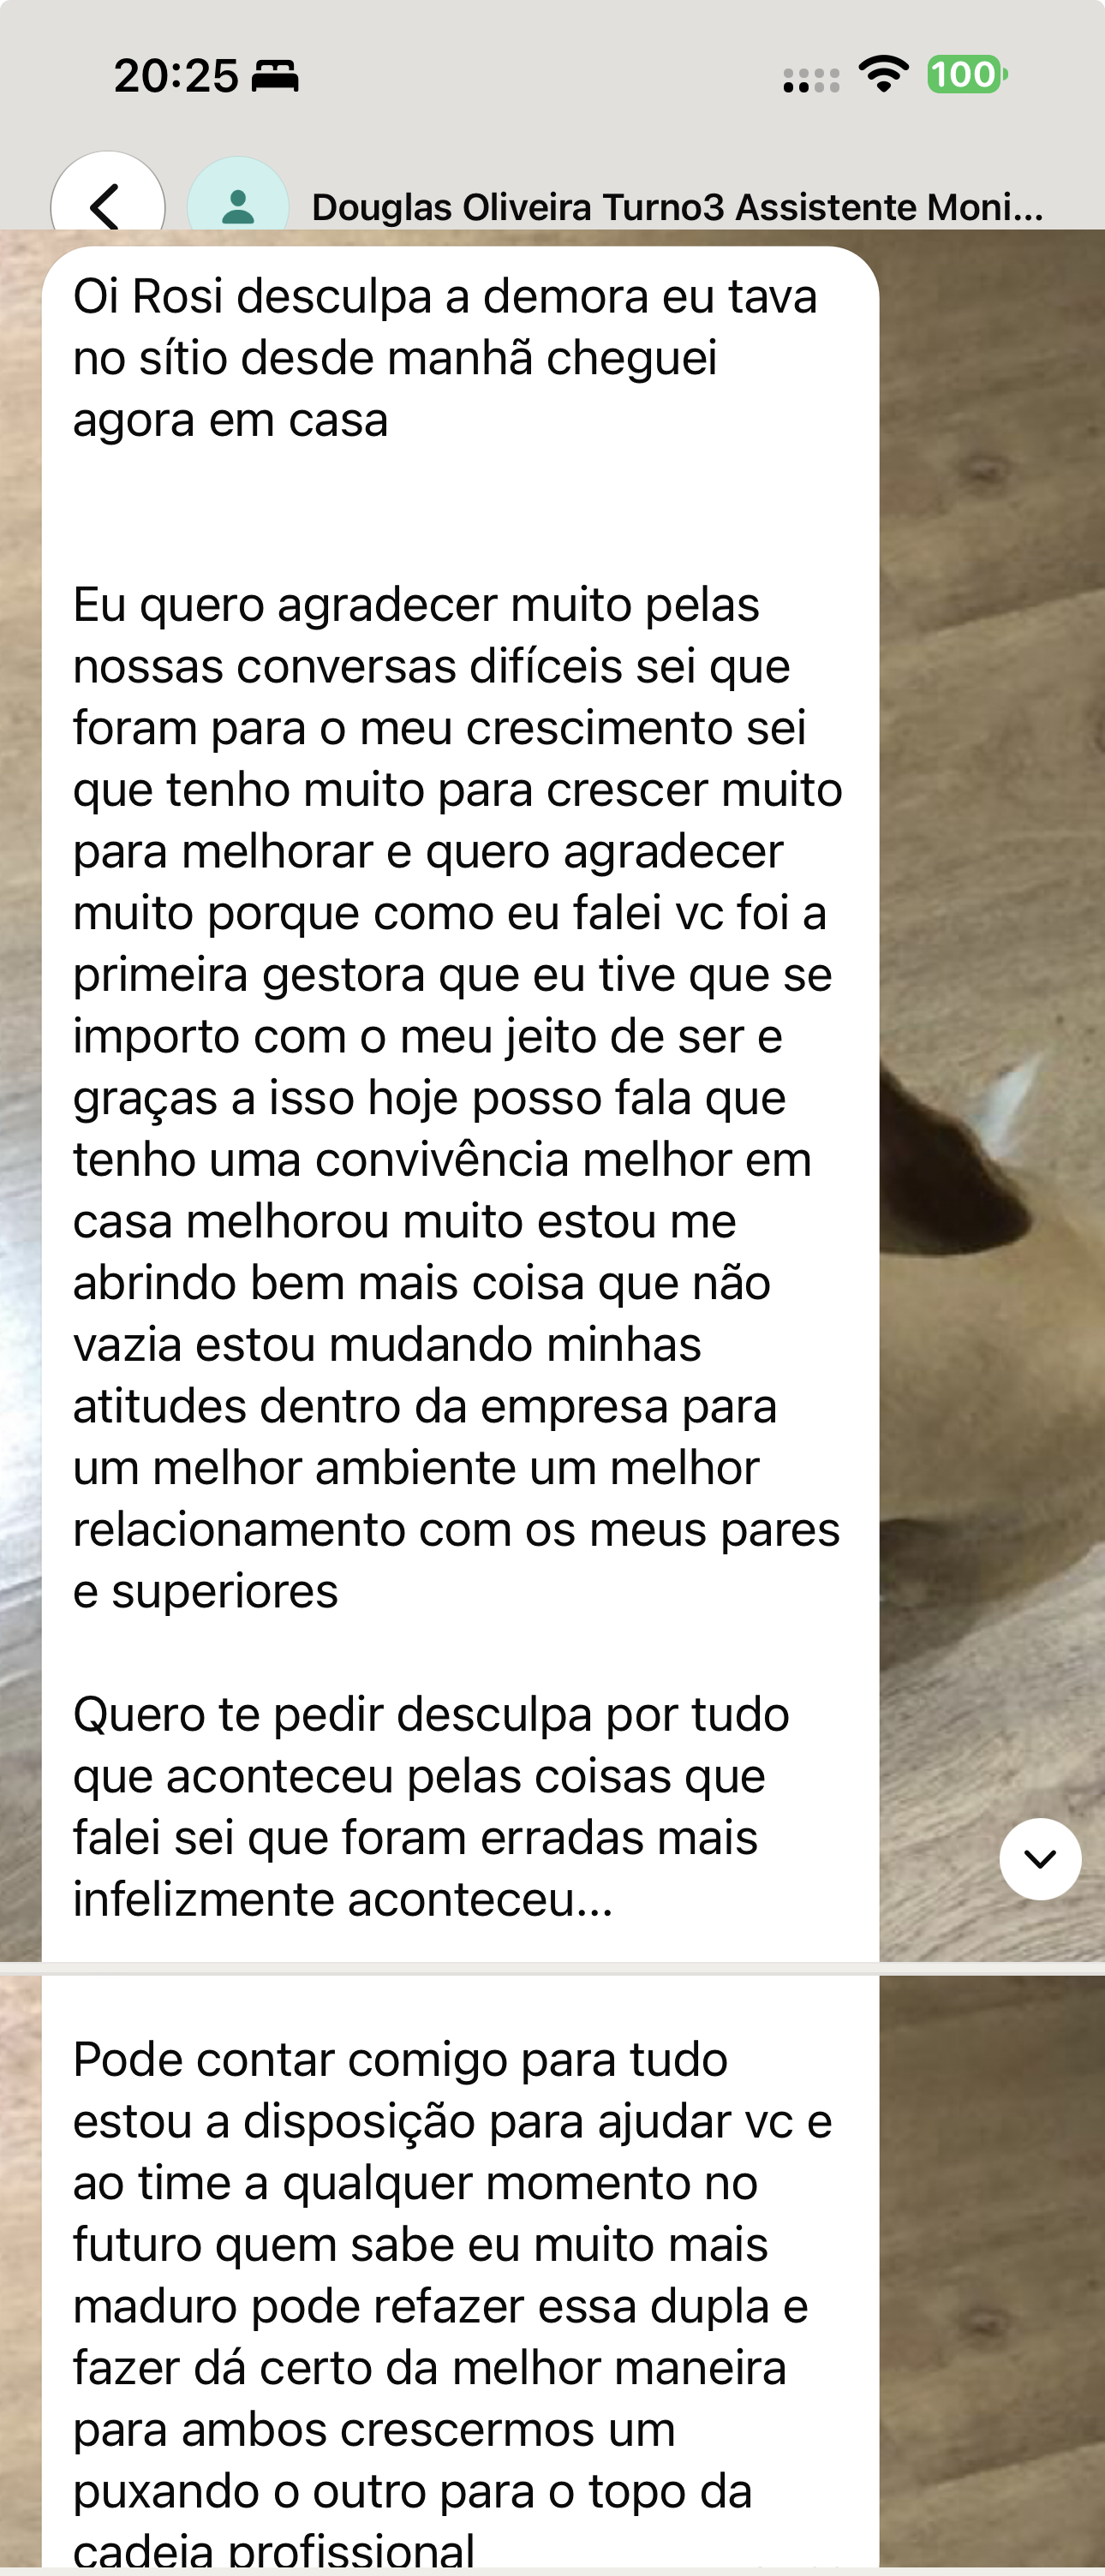 20:25
100
Douglas Oliveira Turno3 Assistente Moni...
Oi Rosi desculpa a demora eu tava
no sítio desde manhã cheguei
agora em casa
Eu quero agradecer muito pelas
nossas conversas difíceis sei que
foram para o meu crescimento sei
que tenho muito para crescer muito
para melhorar e quero agradecer
muito porque como eu falei vc foi a
primeira gestora que eu tive que se
importo com o meu jeito de ser e
graças a isso hoje posso fala que
tenho uma convivência melhor em
casa melhorou muito estou me
abrindo bem mais coisa que não
vazia estou mudando minhas
atitudes dentro da empresa para
um melhor ambiente um melhor
relacionamento com os meus pares
e superiores
Quero te pedir desculpa por tudo
que aconteceu pelas coisas que
falei sei que foram erradas mais
infelizmente aconteceu...
Pode contar comigo para tudo
estou a disposição para ajudar vc e
ao time a qualquer momento no
futuro quem sabe eu muito mais
maduro pode refazer essa dupla e
fazer dá certo da melhor maneira
para ambos crescermos um
puxando o outro para o topo da
cadeia profissional